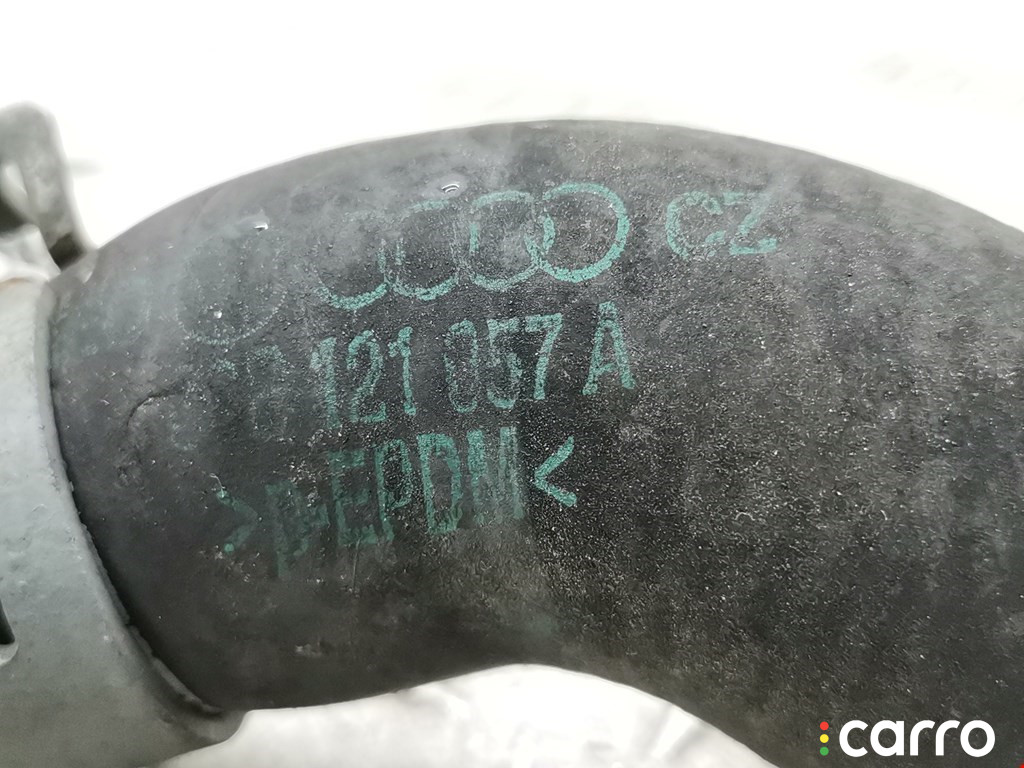 CZ
121 057 A
EPDM<
carro